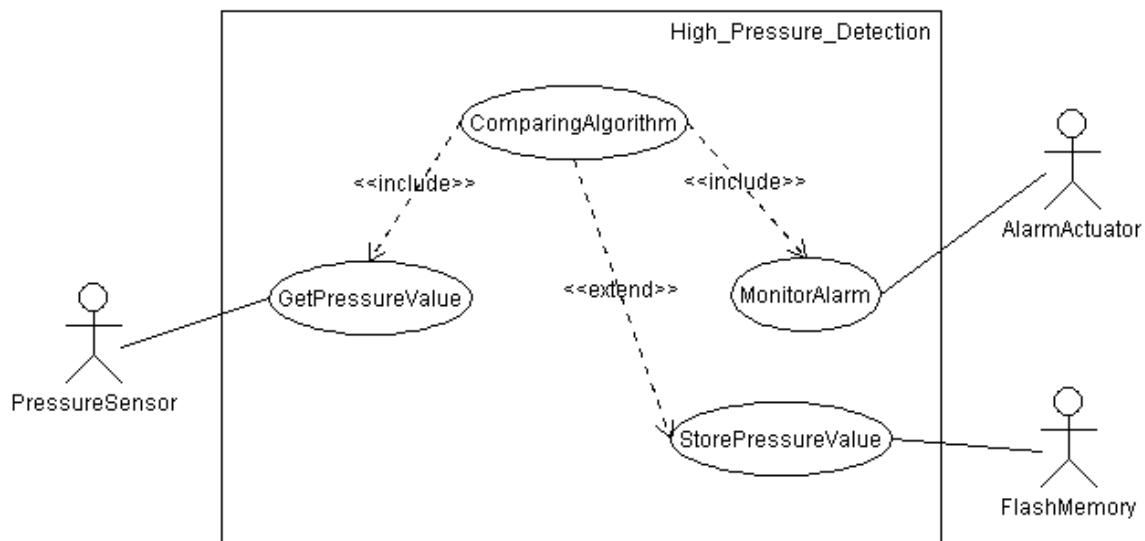 High_Pressure_Detection
ComparingAlgorithm
<<include>>
<<include>>
AlarmActuator
GetPressureValue
<<extend>>
MonitorAlarm
PressureSensor
StorePressureValue
FlashMemory